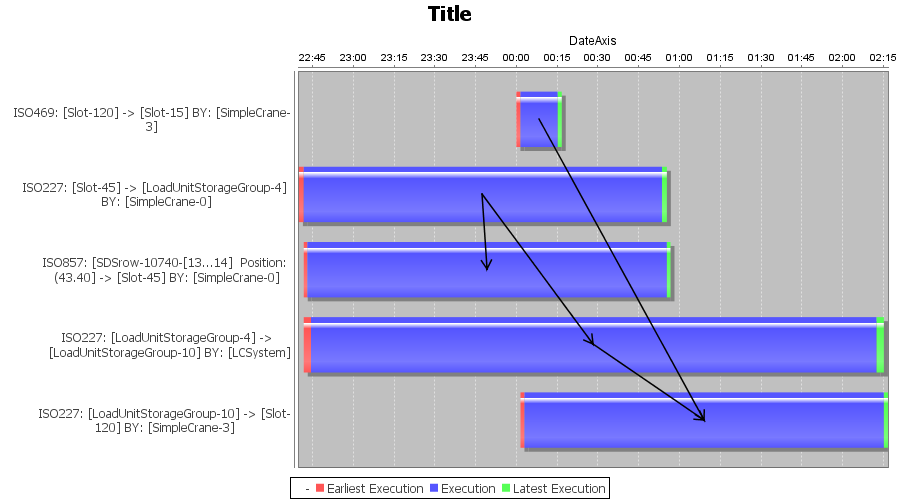 Title
DateAxis
22:45 23:00 23:15 23:30 23:45 00:00 00:15 00:30 00:45 01:00 01:15 01:30 01:45 02:00 02:15
ISO469: [Slot-120] -> [Slot-15] BY: [SimpleCrane-
3]
ISO227: [Slot-45] -> [LoadUnitStorageGroup-4]
BY: [SimpleCrane-0]
ISO857: [SDSrow-10740-[13...14] Position:
(43.40] -> [Slot-45] BY: [SimpleCrane-0]
ISO227: [LoadUnitStorageGroup-4] ->
[LoadUnitStorageGroup-10] BY: [LCSystem]
ISO227: [LoadUnitStorageGroup-10] -> [Slot-
120] BY: [SimpleCrane-3]
- Earliest Execution Execution Latest Execution